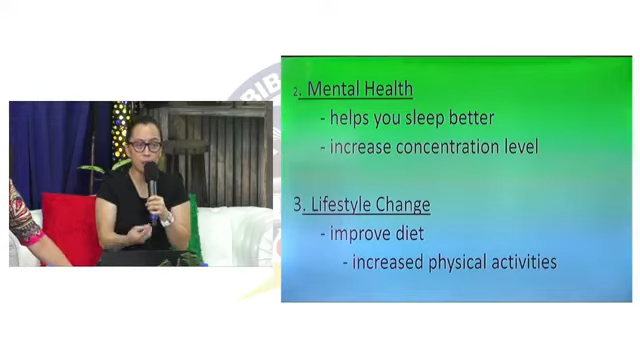 2. Mental Health
- helps you sleep better
- increase concentration level
3. Lifestyle Change
- improve diet
- increased physical activities